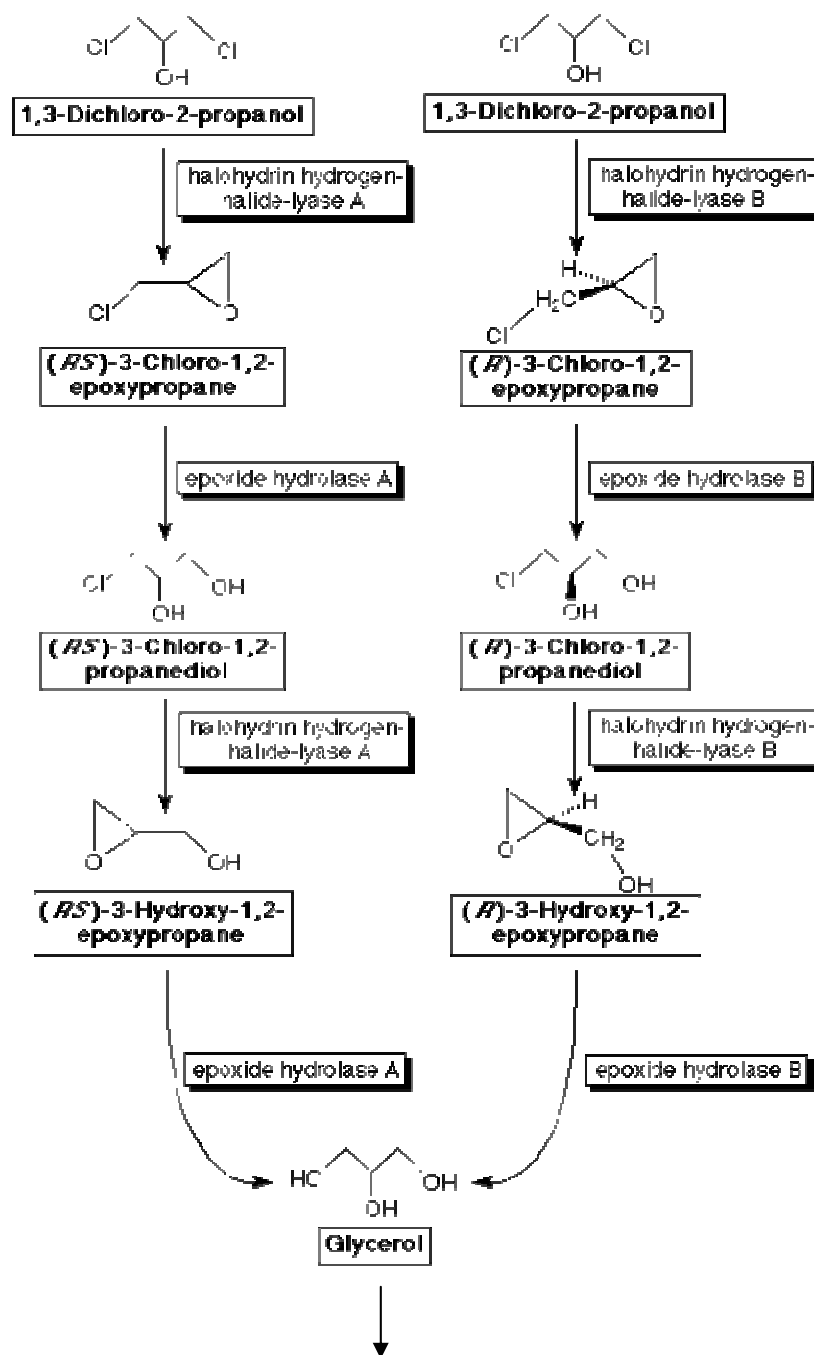 Cl
Cl
OH
1,3-Dichloro-2-propanol
halohydrin hydrogen-
halide-lyase A
Cl
O
(RS)-3-Chloro-1,2-
epoxypropane
epoxide hydrolase A
Cl
OH
OH
(RS)-3-Chloro-1,2-
propanediol
halohydrin hydrogen-
halide-lyase A
O
OH
(RS)-3-Hydroxy-1,2-
epoxypropane
epoxide hydrolase A
Cl
Cl
OH
1,3-Dichloro-2-propanol
halohydrin hydrogen-
halide-lyase B
H
H2C
Cl
O
(R)-3-Chloro-1,2-
epoxypropane
epoxide hydrolase B
Cl
OH
OH
(R)-3-Chloro-1,2-
propanediol
halohydrin hydrogen-
halide-lyase B
H
O
CH2
OH
(R)-3-Hydroxy-1,2-
epoxypropane
epoxide hydrolase B
HO
OH
OH
Glycerol